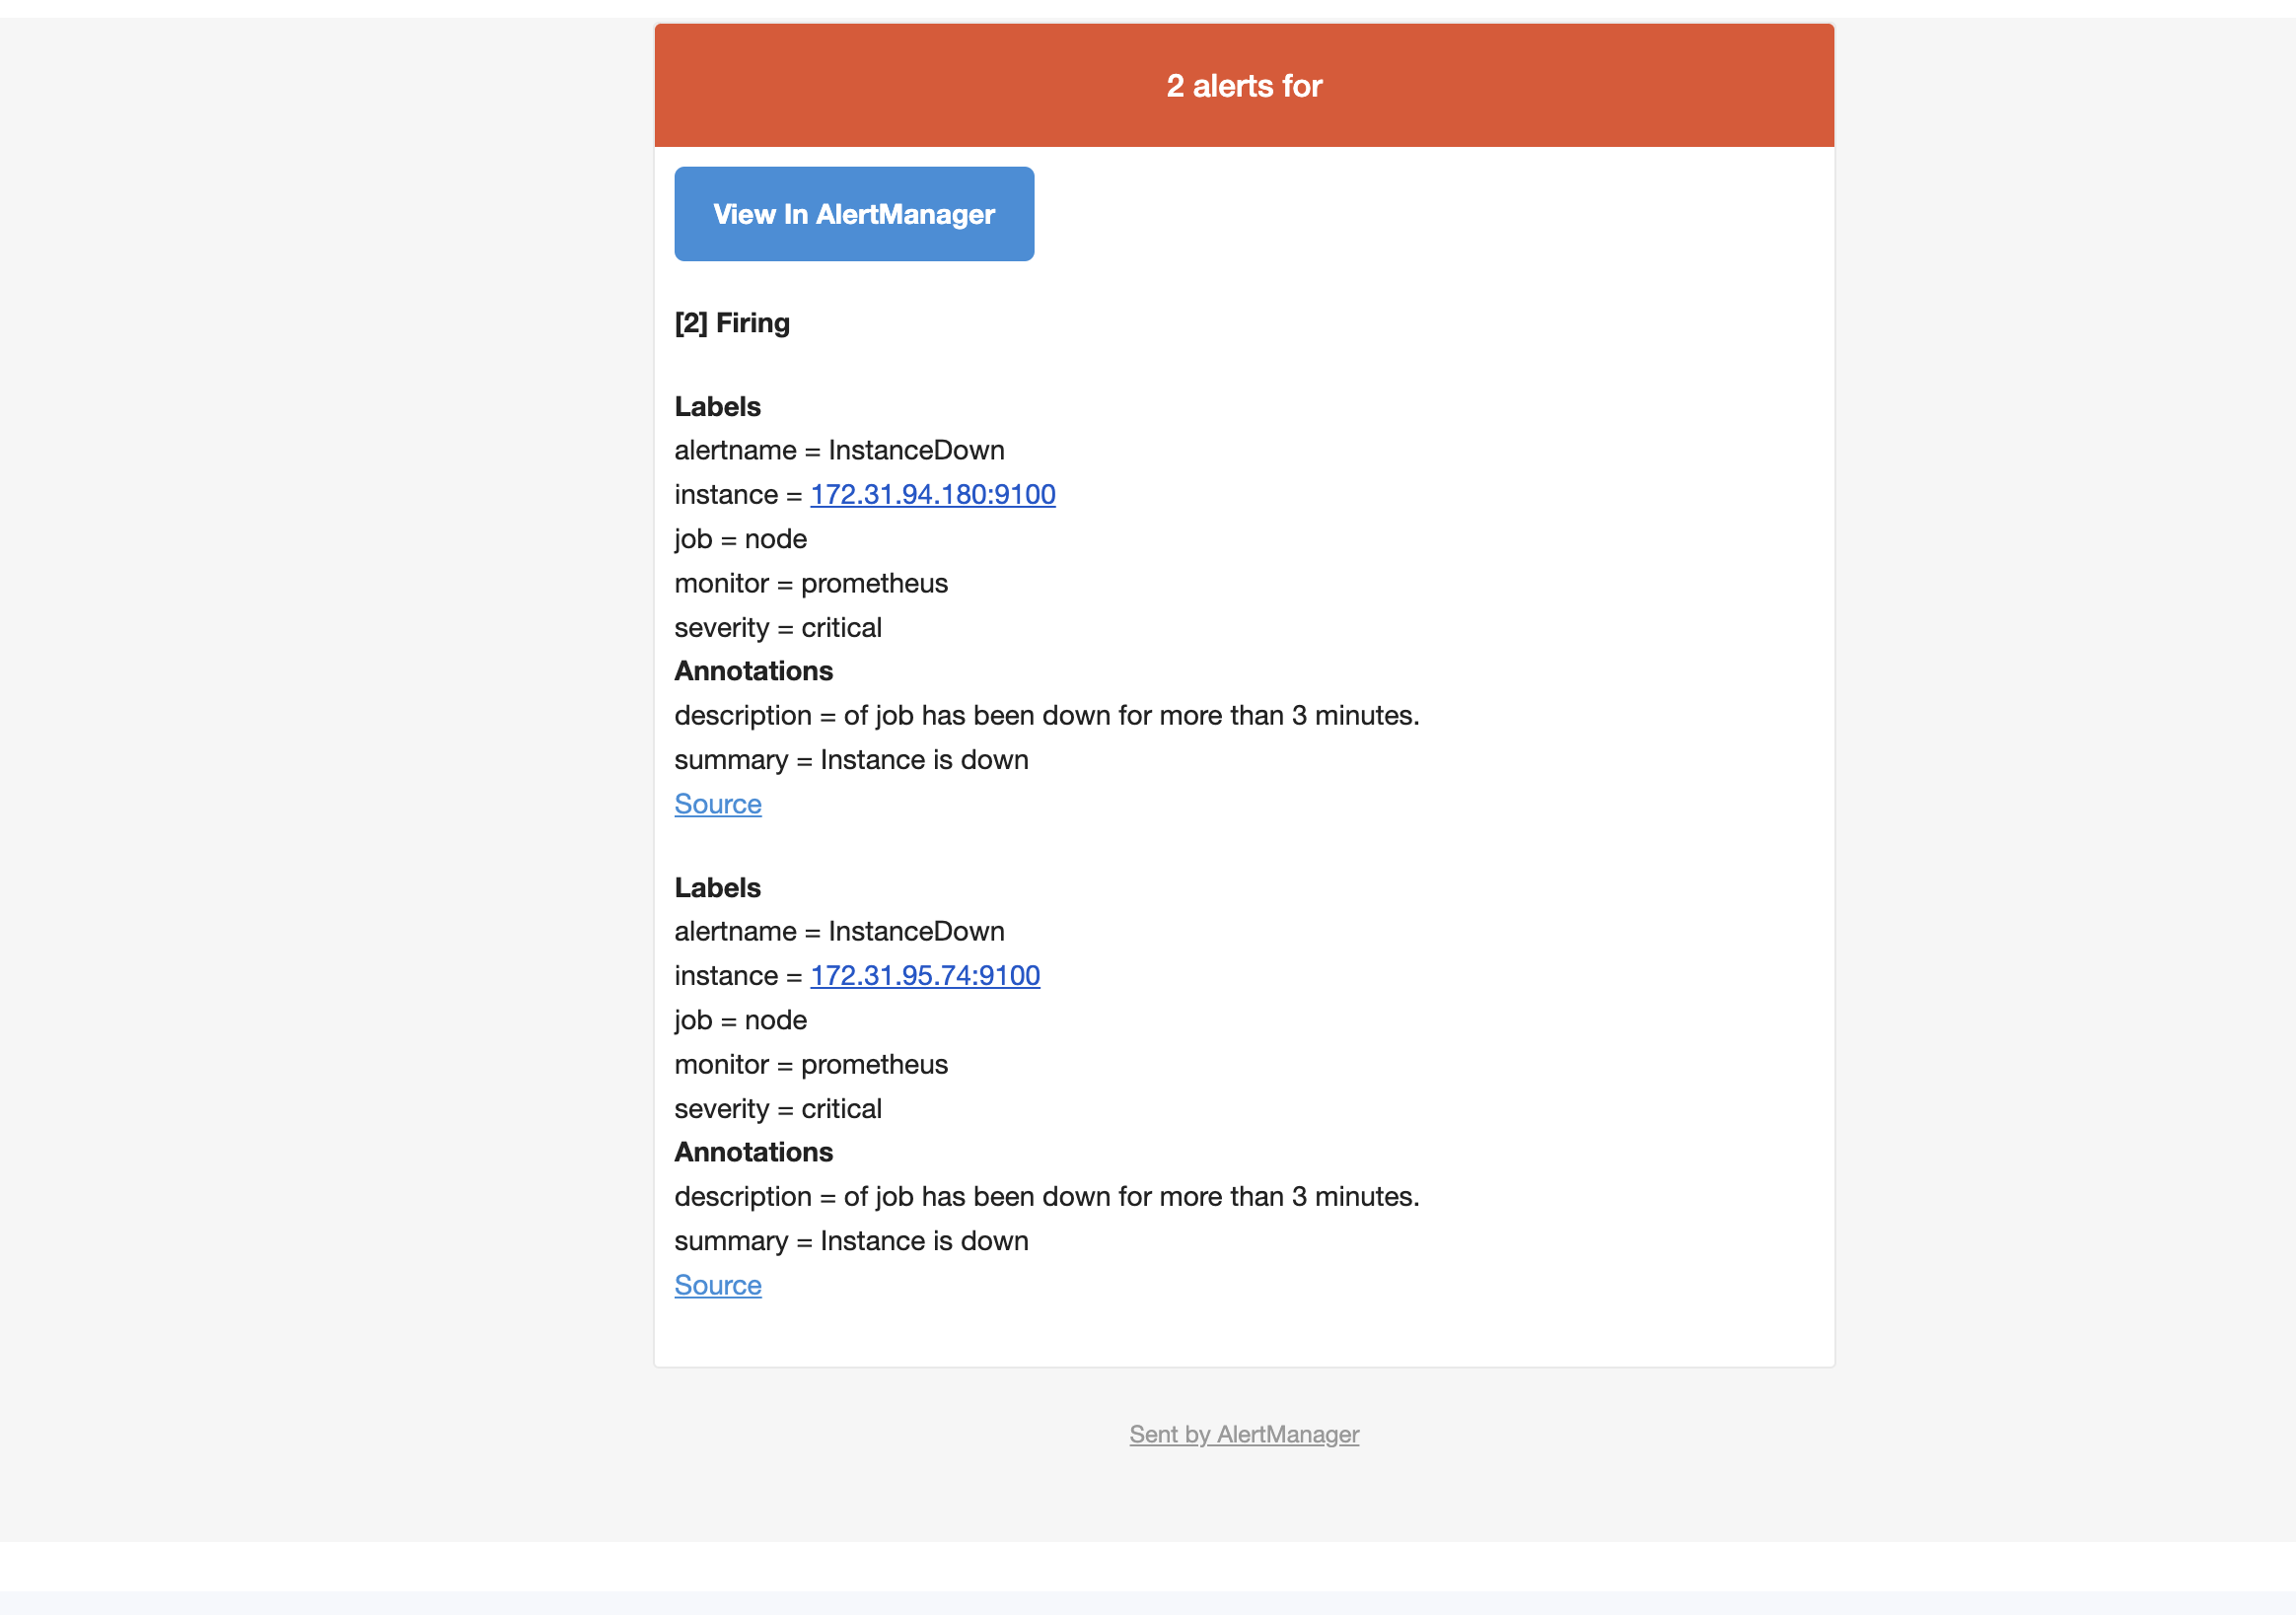 2 alerts for
View In AlertManager
[2] Firing
Labels
alertname = InstanceDown
instance = 172.31.94.180:9100
job = node
monitor = prometheus
severity = critical
Annotations
description = of job has been down for more than 3 minutes.
summary = Instance is down
Source
Labels
alertname = InstanceDown
instance = 172.31.95.74:9100
job = node
monitor = prometheus
severity = critical
Annotations
description = of job has been down for more than 3 minutes.
summary = Instance is down
Source
Sent by AlertManager